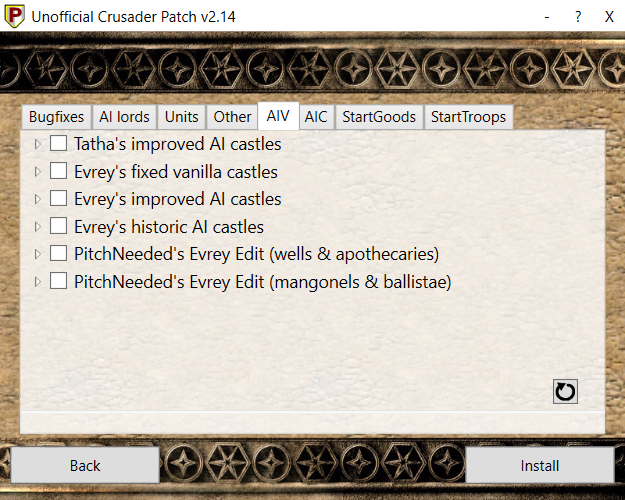 Unofficial Crusader Patch v2.14
- ? X
Bugfixes AI lords Units Other AIV AIC StartGoods StartTroops
Tatha's improved AI castles
Evrey's fixed vanilla castles
Evrey's improved AI castles
Evrey's historic AI castles
PitchNeeded's Evrey Edit (wells & apothecaries)
PitchNeeded's Evrey Edit (mangonels & ballistae)
Back Install